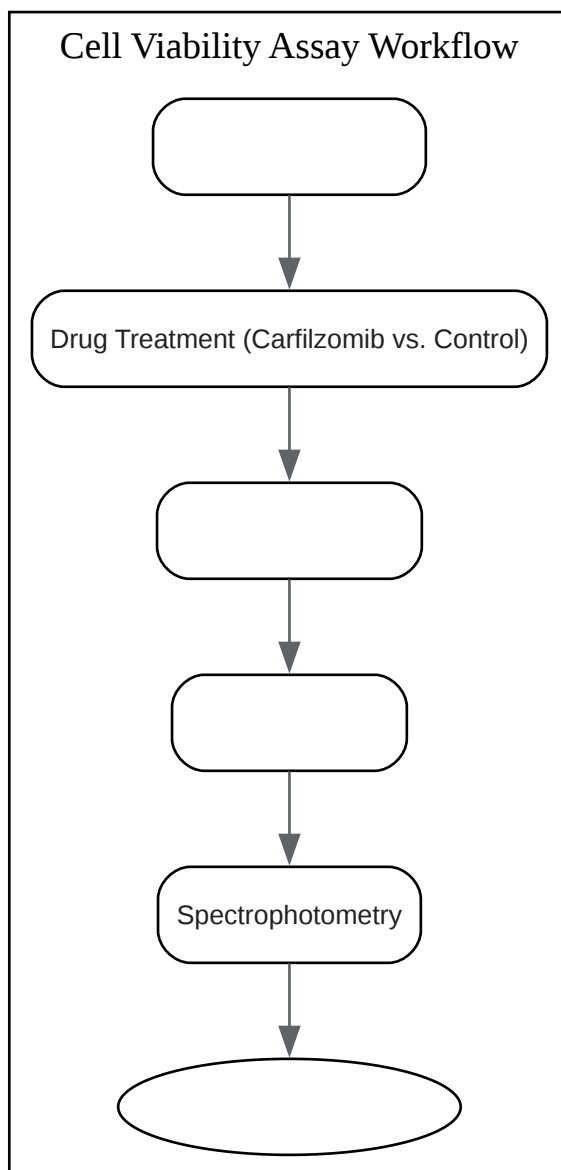 Cell Viability Assay Workflow
Drug Treatment (Carfilzomib vs. Control)
Spectrophotometry